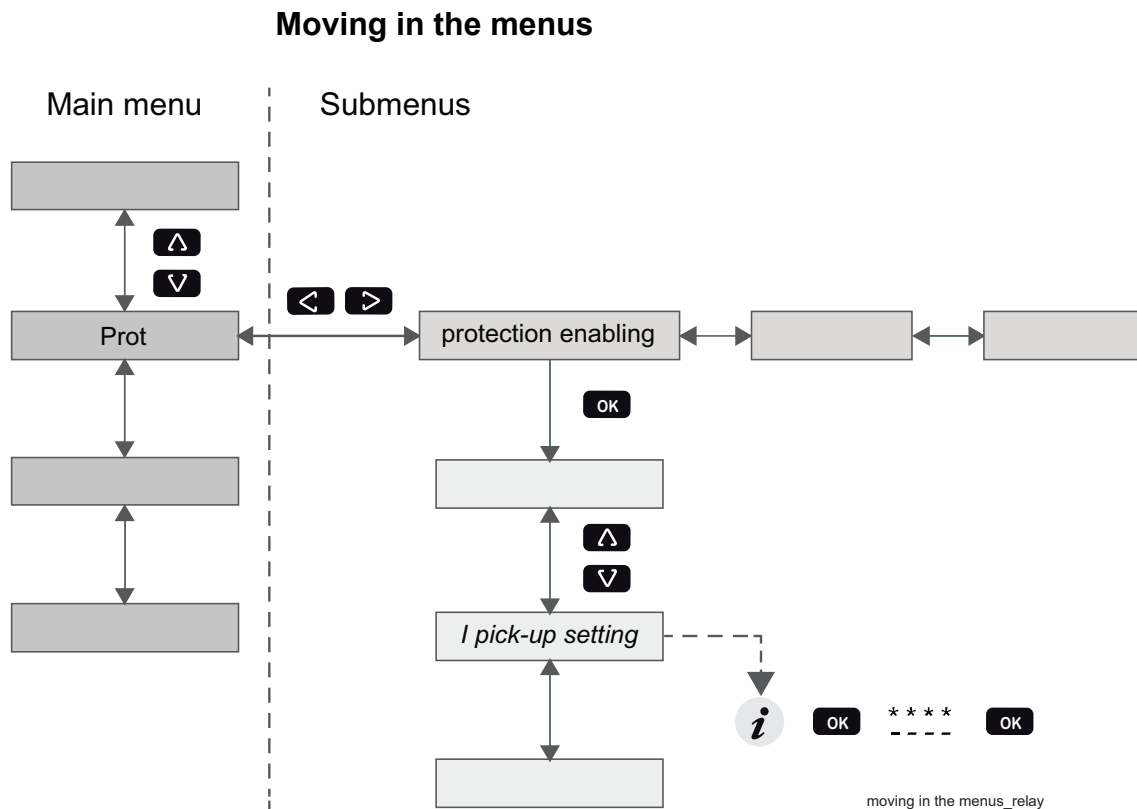 Moving in the menus
Main menu
Submenus
Prot
protection enabling
OK
I pick-up setting
i
OK
* * * *
- - - -
OK
moving in the menus_relay